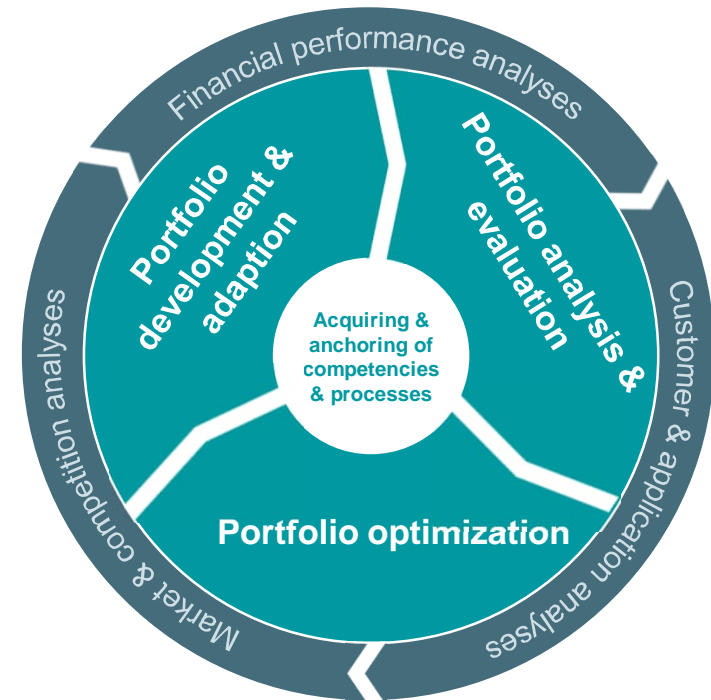 Financial performance analyses
Portfolio
development &
adaption
Portfolio analysis &
evaluation
Acquiring &
anchoring of
competencies
& processes
Customer & application analyses
Market & competition analyses
Portfolio optimization